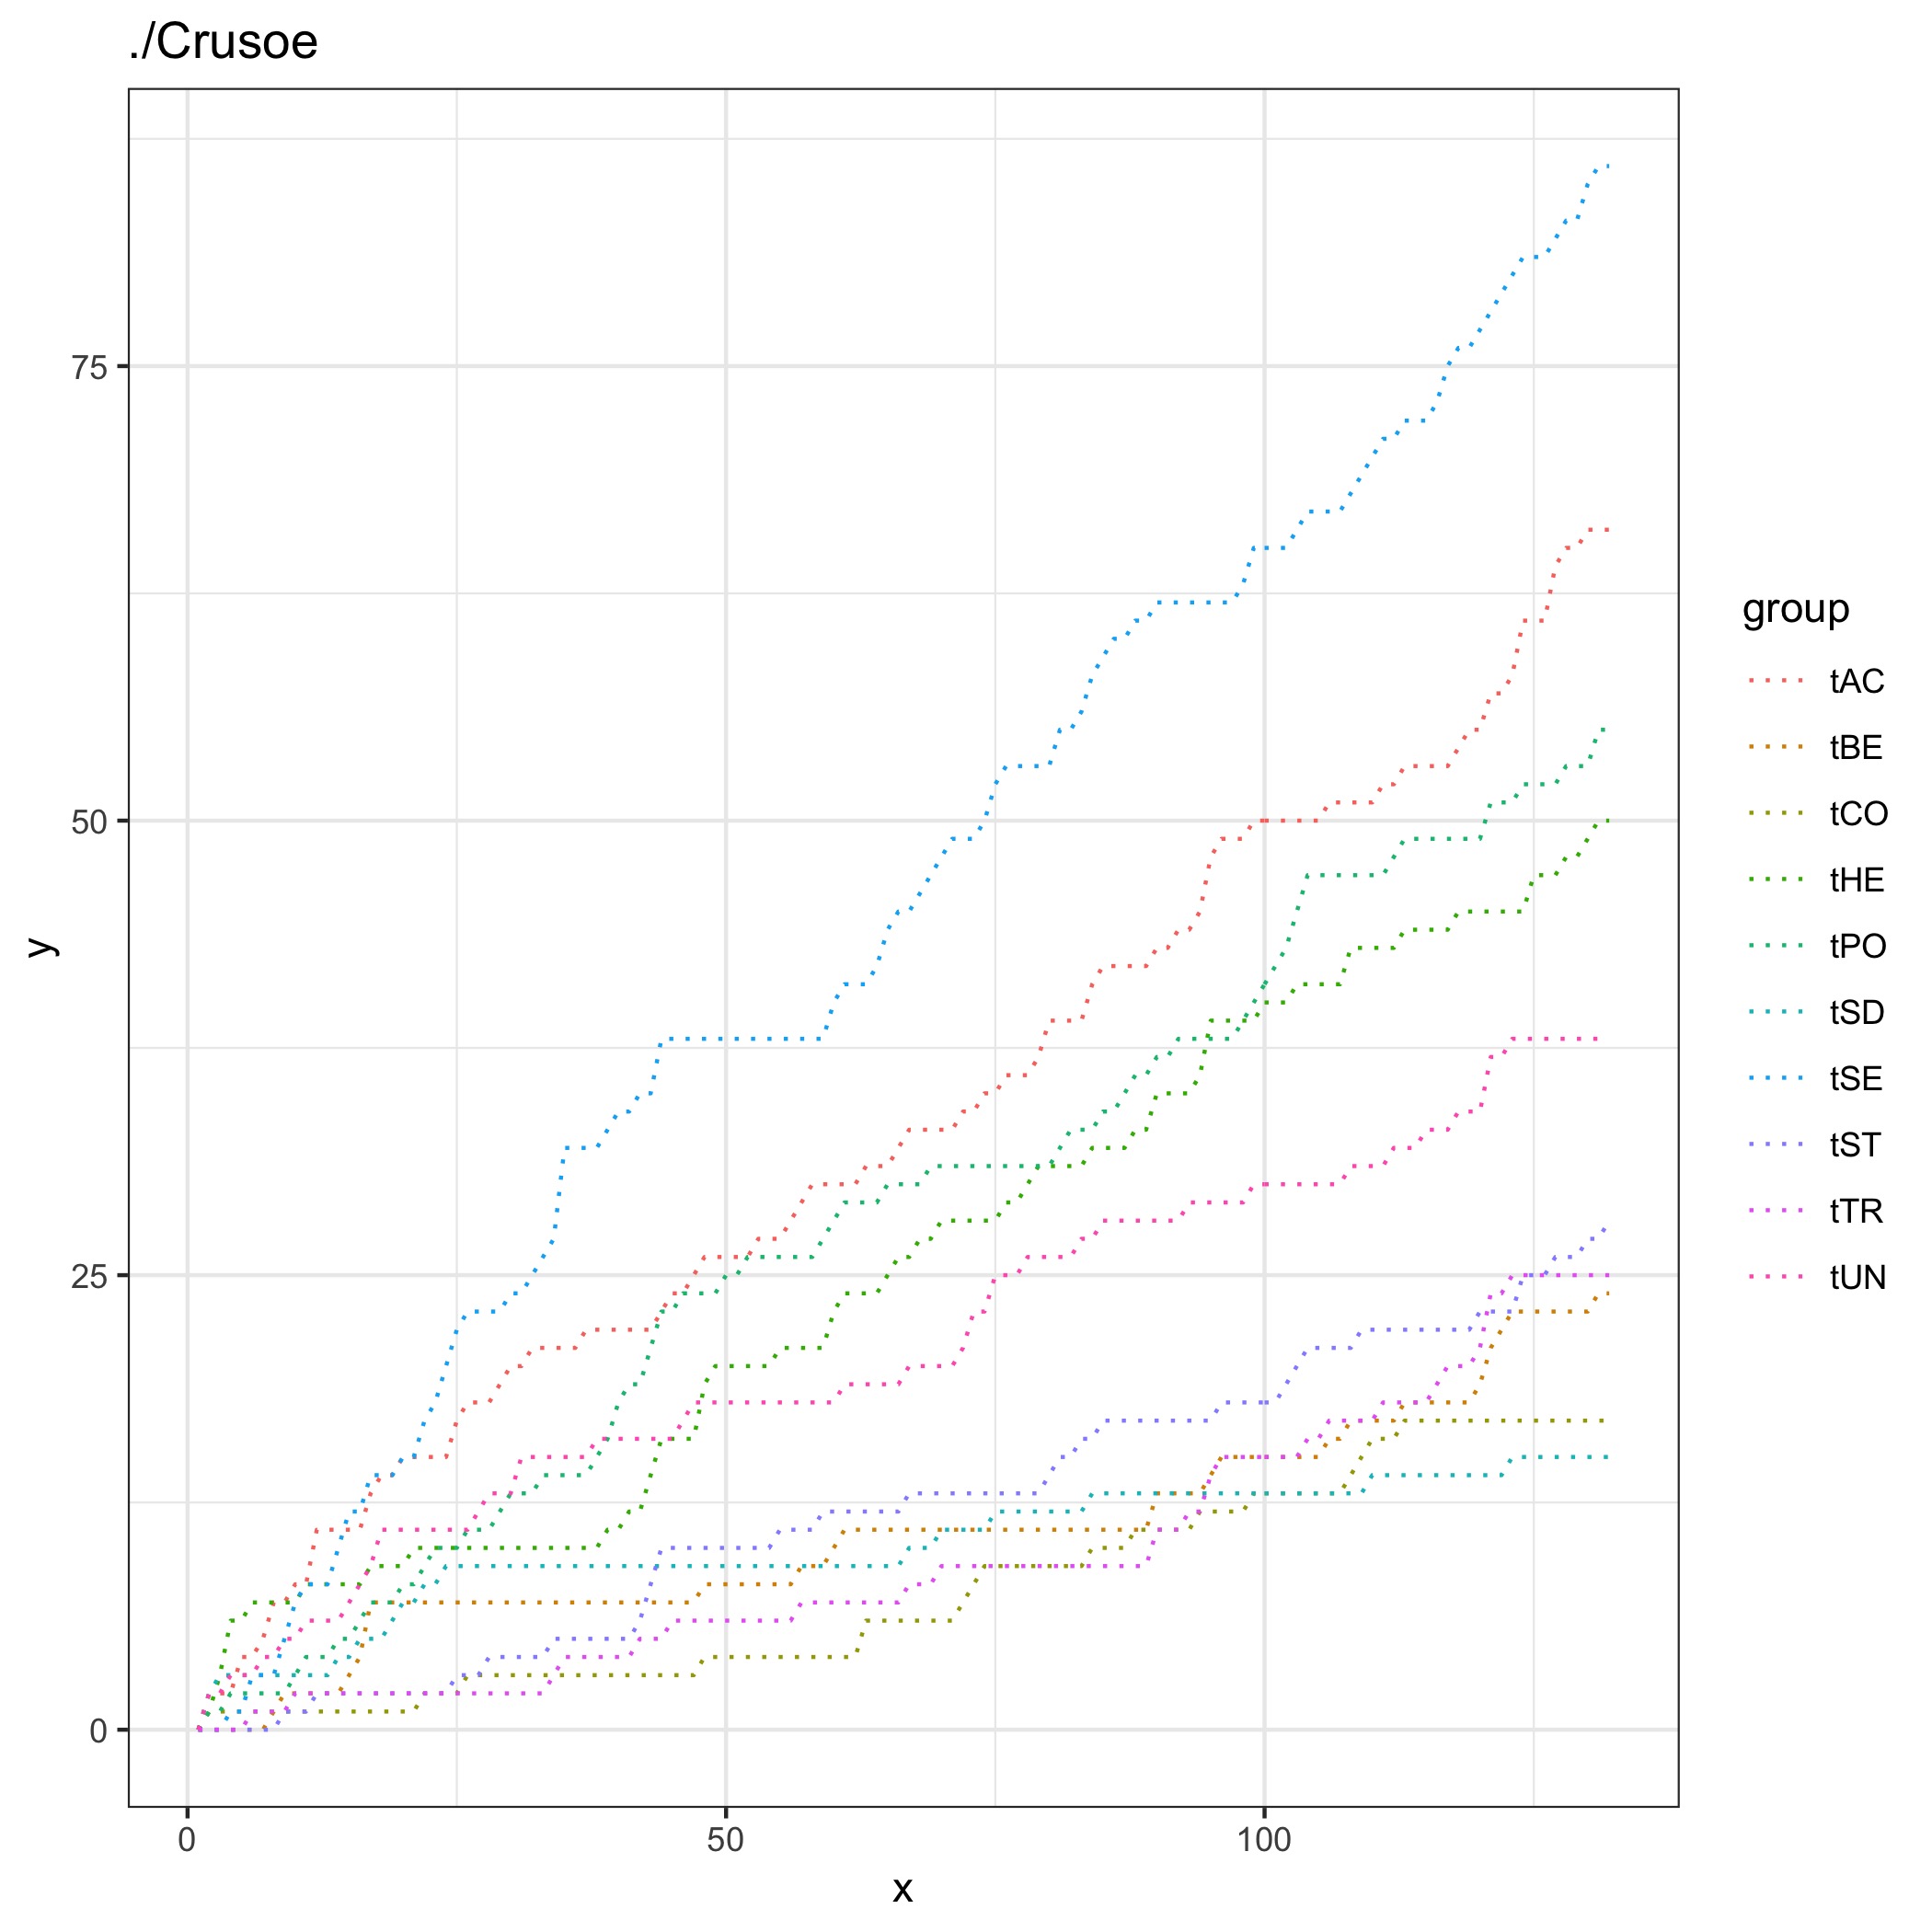 ./Crusoe
75
50
25
0
0 50 100
x
y
group
tAC
tBE
tCO
tHE
tPO
tSD
tSE
tST
tTR
tUN